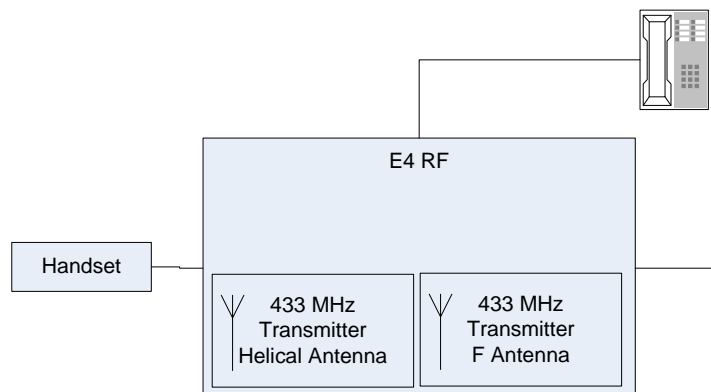 E4 RF
Handset
433 MHz
Transmitter
Helical Antenna
433 MHz
Transmitter
F Antenna